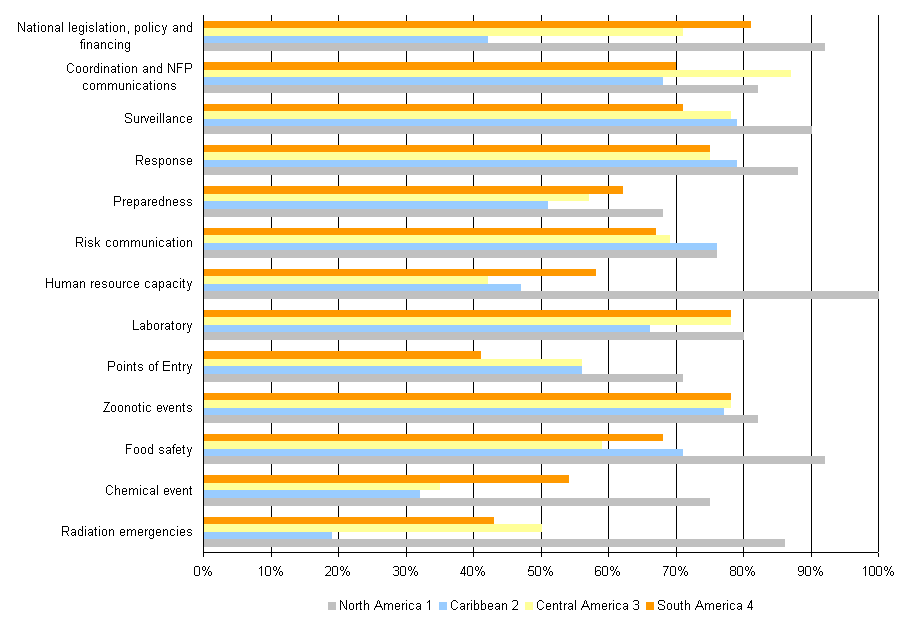 National legislation, policy and
financing
Coordination and NFP
communications
Surveillance
Response
Preparedness
Risk communication
Human resource capacity
Laboratory
Points of Entry
Zoonotic events
Food safety
Chemical event
Radiation emergencies
0% 10% 20% 30% 40% 50% 60% 70% 80% 90% 100%
North America 1 Caribbean 2 Central America 3 South America 4